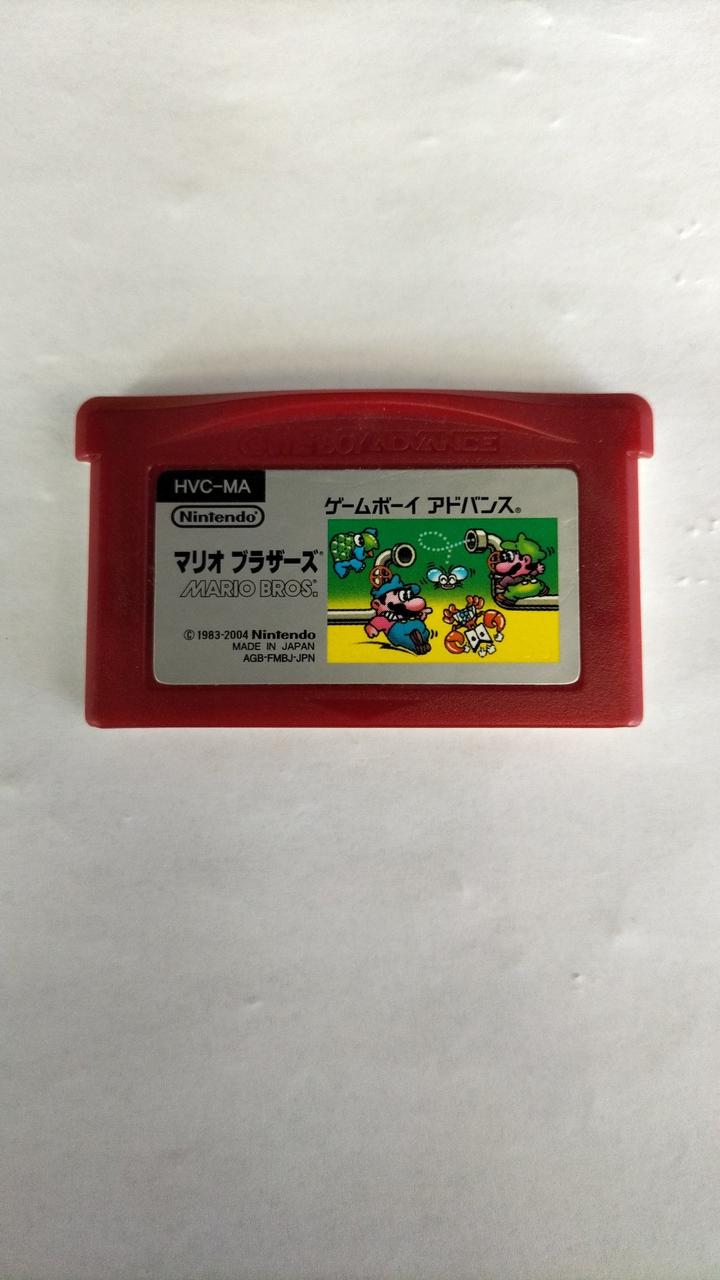 GAME BOY ADVANCE
HVC-MA
Nintendo®
ゲームボーイ アドバンス®
マリオ ブラザーズ®
MARIO BROS.®
© 1983-2004 Nintendo
MADE IN JAPAN
AGB-FMBJ-JPN